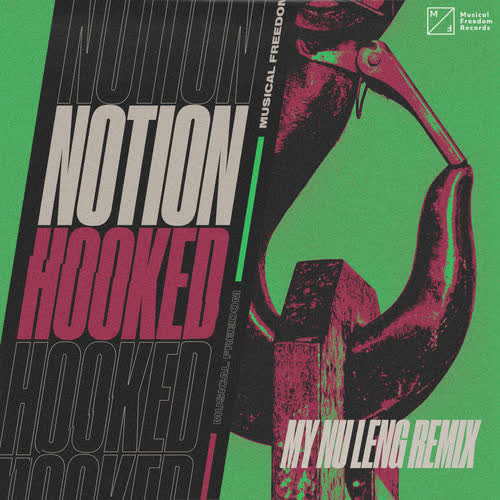 NOTION
NOTION
HOOKED
HOOKED
HOOKED
MUSICAL FREEDOM
MUSICAL FREEDOM
M/F
Musical
Freedom
Records
MY NU LENG REMIX